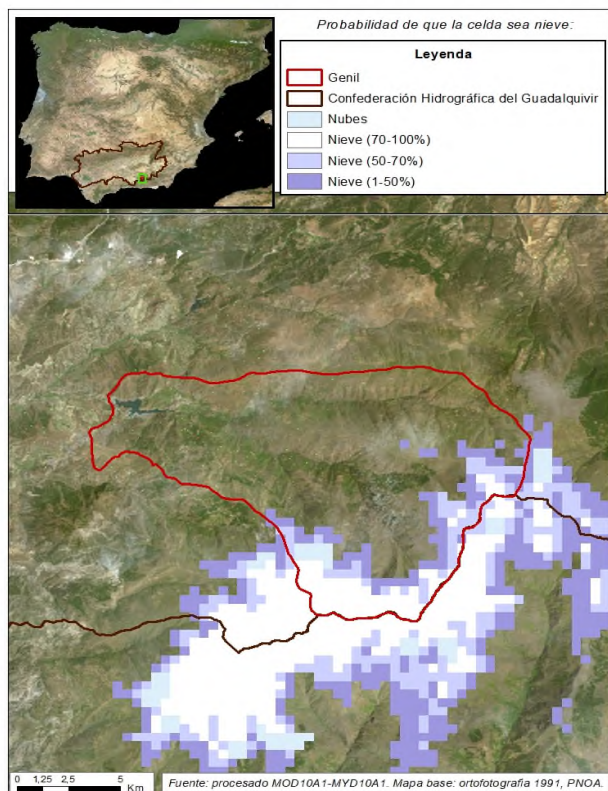 Probabilidad de que la celda sea nieve:
Leyenda
Genil
Confederación Hidrográfica del Guadalquivir
Nubes
Nieve (70-100%)
Nieve (50-70%)
Nieve (1-50%)
0 1,25 2,5 5
Km
Fuente: procesado MOD10A1-MYD10A1. Mapa base: ortofotografía 1991, PNOA.